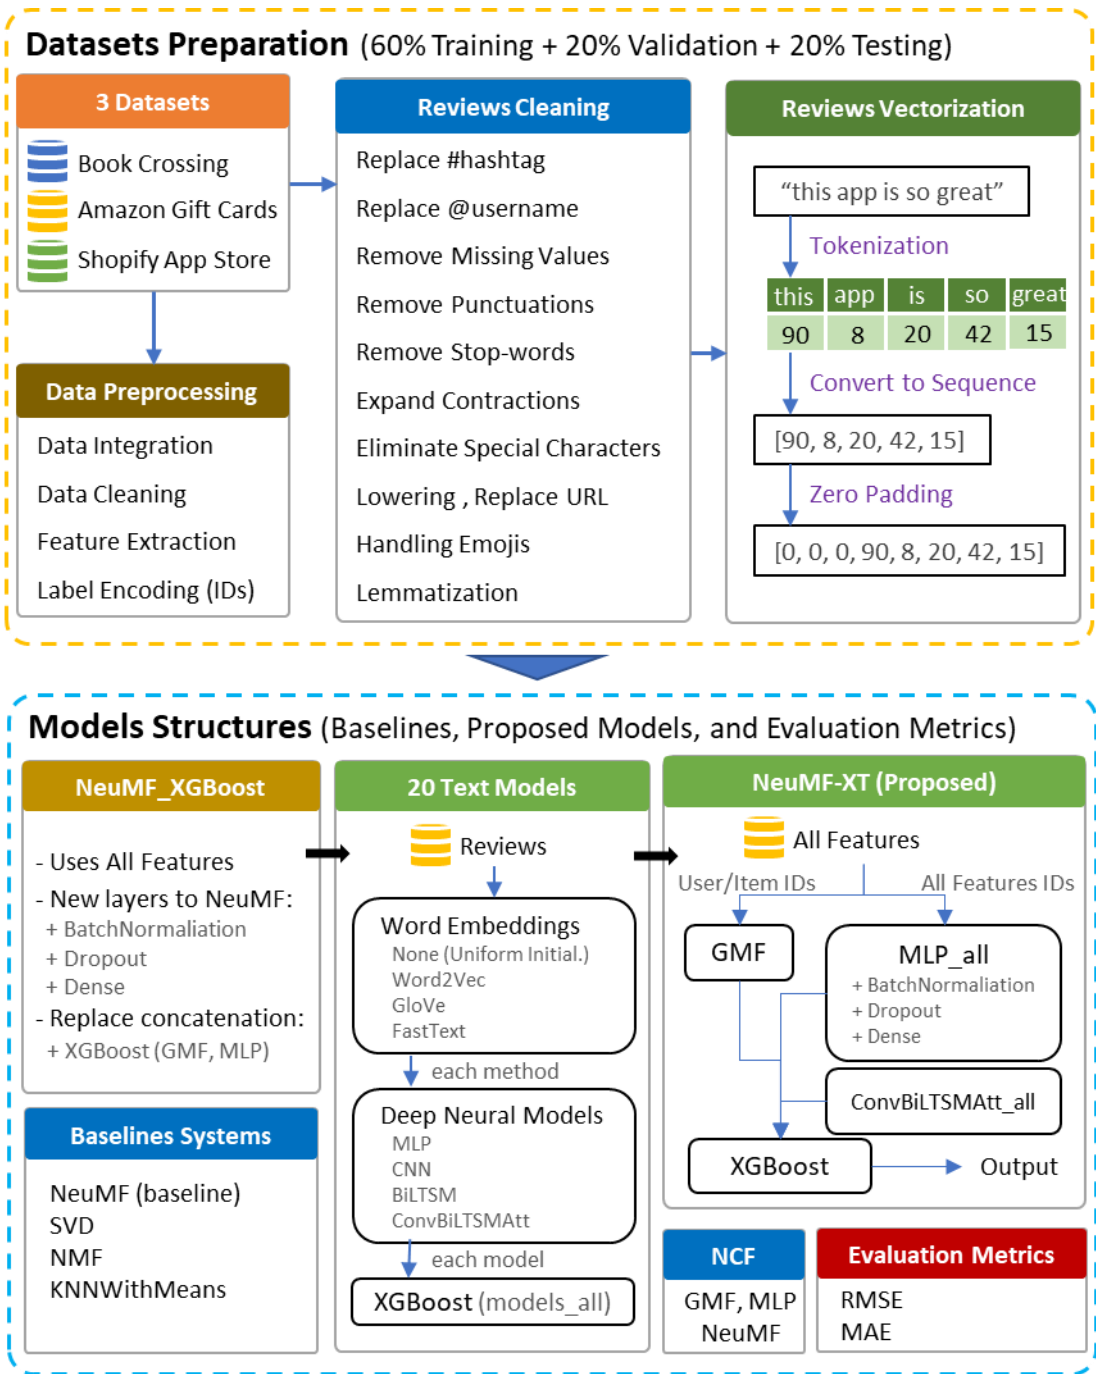 Datasets Preparation (60% Training + 20% Validation + 20% Testing)
3 Datasets
Book Crossing
Amazon Gift Cards
Shopify App Store
Data Preprocessing
Data Integration
Data Cleaning
Feature Extraction
Label Encoding (IDs)
Reviews Cleaning
Replace #hashtag
Replace @username
Remove Missing Values
Remove Punctuations
Remove Stop-words
Expand Contractions
Eliminate Special Characters
Lowering , Replace URL
Handling Emojis
Lemmatization
Reviews Vectorization
“this app is so great”
Tokenization
this app is so great
90 8 20 42 15
Convert to Sequence
[90, 8, 20, 42, 15]
Zero Padding
[0, 0, 0, 90, 8, 20, 42, 15]
Models Structures (Baselines, Proposed Models, and Evaluation Metrics)
NeuMF_XGBoost
- Uses All Features
- New layers to NeuMF:
+ BatchNormaliation
+ Dropout
+ Dense
- Replace concatenation:
+ XGBoost (GMF, MLP)
Baselines Systems
NeuMF (baseline)
SVD
NMF
KNNWithMeans
20 Text Models
Reviews
Word Embeddings
None (Uniform Initial.)
Word2Vec
GloVe
FastText
each method
Deep Neural Models
MLP
CNN
BiLTSM
ConvBiLTSMAtt
each model
XGBoost (models_all)
NeuMF-XT (Proposed)
All Features
User/Item IDs
All Features IDs
GMF
MLP_all
+ BatchNormaliation
+ Dropout
+ Dense
ConvBiLTSMAtt_all
XGBoost
Output
NCF
GMF, MLP
NeuMF
Evaluation Metrics
RMSE
MAE